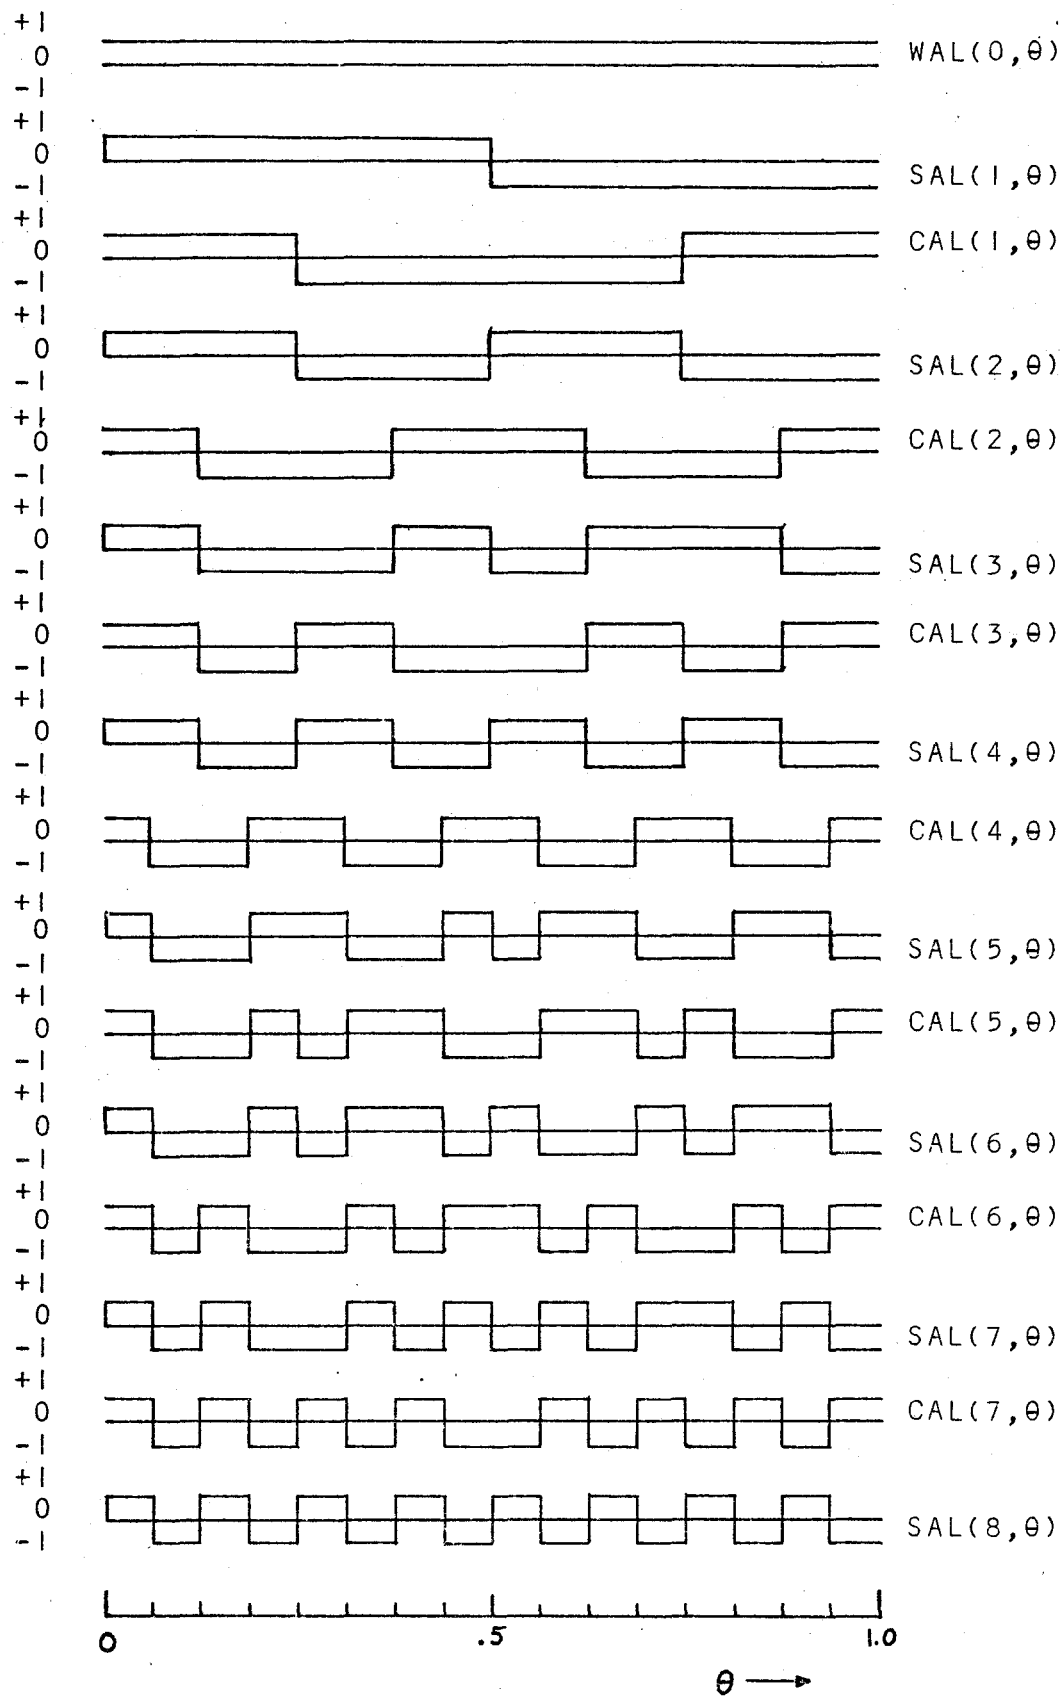 +1
0 WAL(0,θ)
-1
+1
0
-1 SAL(1,θ)
+1
0 CAL(1,θ)
-1
+1
0
-1 SAL(2,θ)
+1
0 CAL(2,θ)
-1
+1
0
-1 SAL(3,θ)
+1
0 CAL(3,θ)
-1
+1
0
-1 SAL(4,θ)
+1
0 CAL(4,θ)
-1
+1
0
-1 SAL(5,θ)
+1
0 CAL(5,θ)
-1
+1
0
-1 SAL(6,θ)
+1
0 CAL(6,θ)
-1
+1
0
-1 SAL(7,θ)
+1
0 CAL(7,θ)
-1
+1
0
-1 SAL(8,θ)
0 .5 1.0
θ →